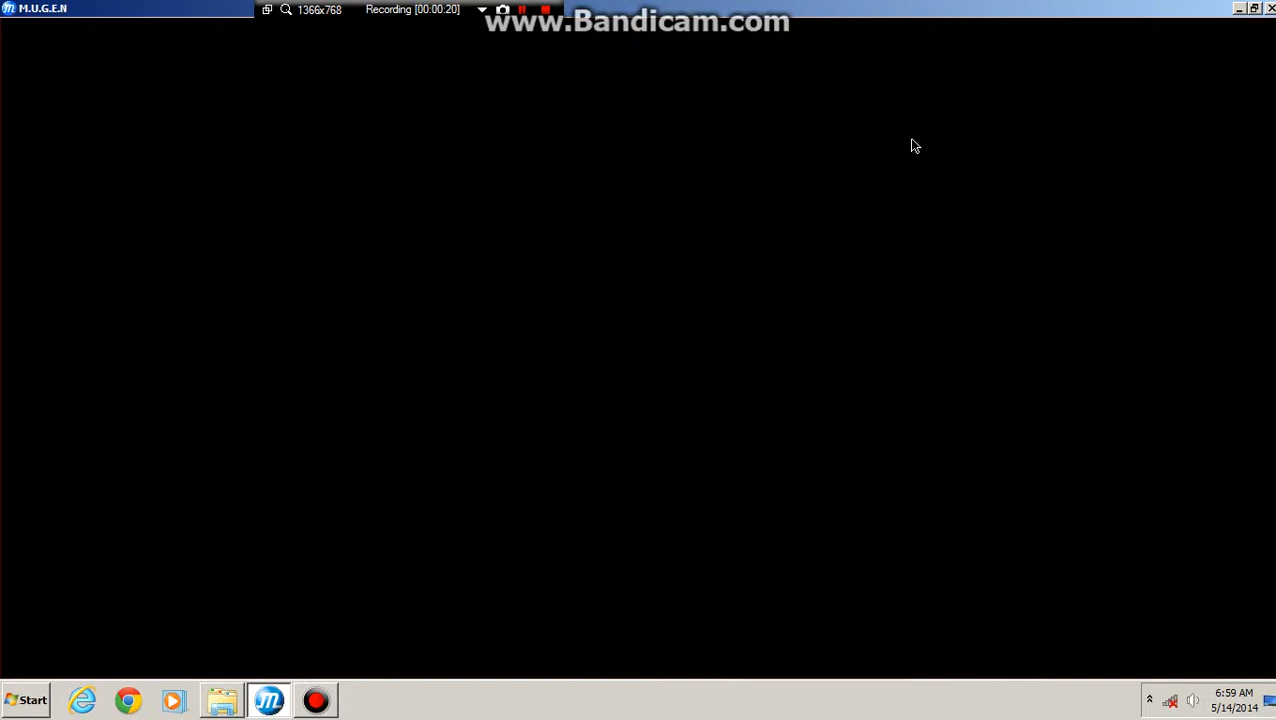 M.U.G.E.N
1366x768
Recording [00:00:20]
www.Bandicam.com
Start
6:59 AM
5/14/2014